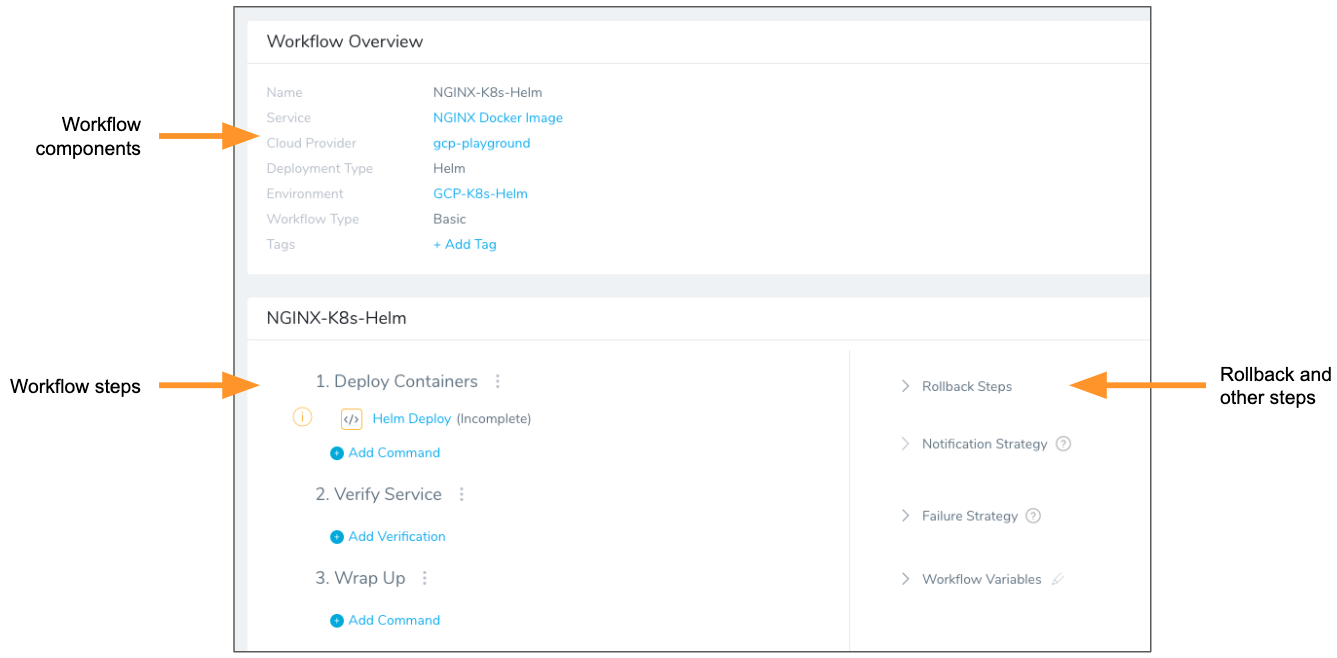 Workflow Overview
Name NGINX-K8s-Helm
Service NGINX Docker Image
Cloud Provider gcp-playground
Deployment Type Helm
Environment GCP-K8s-Helm
Workflow Type Basic
Tags + Add Tag
Workflow
components
NGINX-K8s-Helm
Workflow steps
1. Deploy Containers
Helm Deploy (Incomplete)
Add Command
2. Verify Service
Add Verification
3. Wrap Up
Add Command
Rollback Steps
Notification Strategy
Failure Strategy
Workflow Variables
Rollback and
other steps